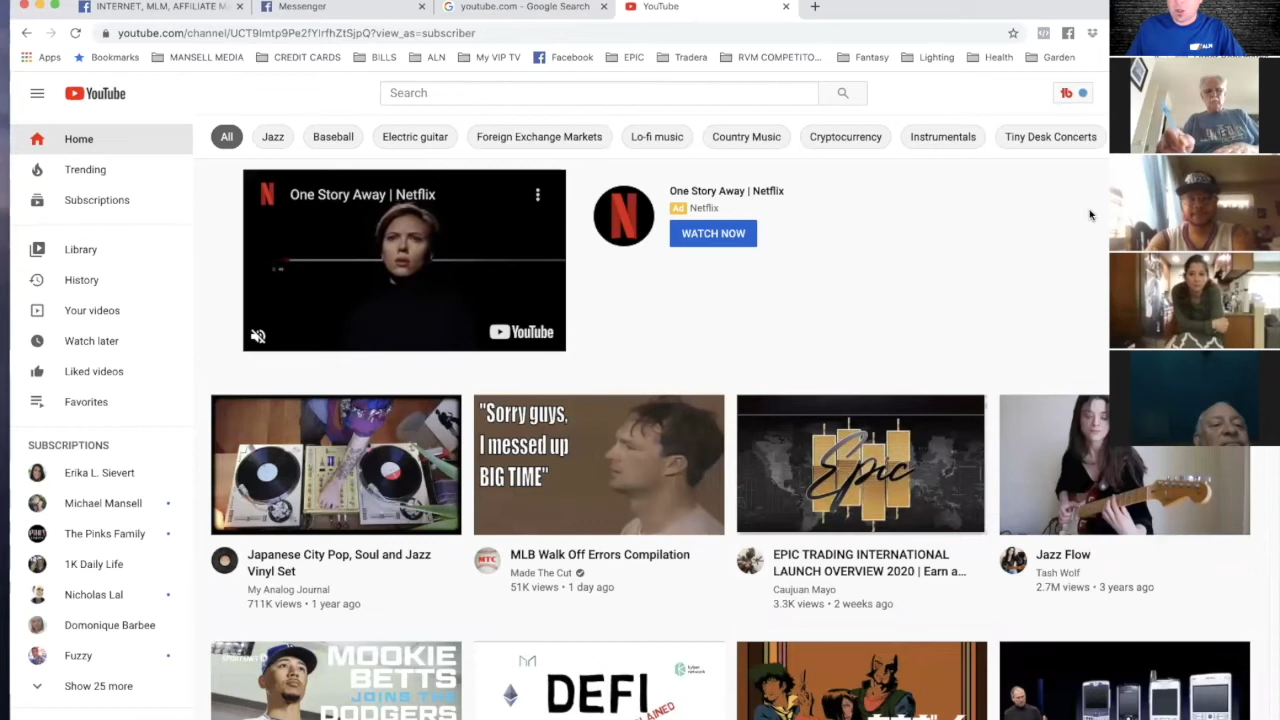 INTERNET, MLM, AFFILIATE M
Messenger
youtube.com - Google Search
YouTube
Apps
Bookmarks
MANSELL MEDIA
CREDIT CARDS
BILLS
ALN
My VP TV
Facebook
EPIC
Tradera
RVM COMPETITO...
Fantasy
Lighting
Health
Garden
YouTube
Search
Home
Trending
Subscriptions
Library
History
Your videos
Watch later
Liked videos
Favorites
SUBSCRIPTIONS
Erika L. Sievert
Michael Mansell
The Pinks Family
1K Daily Life
Nicholas Lal
Domonique Barbee
Fuzzy
Show 25 more
All
Jazz
Baseball
Electric guitar
Foreign Exchange Markets
Lo-fi music
Country Music
Cryptocurrency
Instrumentals
Tiny Desk Concerts
One Story Away | Netflix
YouTube
One Story Away | Netflix
Ad Netflix
WATCH NOW
Japanese City Pop, Soul and Jazz
Vinyl Set
My Analog Journal
711K views • 1 year ago
"Sorry guys,
I messed up
BIG TIME"
MLB Walk Off Errors Compilation
Made The Cut
51K views • 1 day ago
Epic
EPIC TRADING INTERNATIONAL
LAUNCH OVERVIEW 2020 | Earn a...
Caujuan Mayo
3.3K views • 2 weeks ago
Jazz Flow
Tash Wolf
2.7M views • 3 years ago
MOOKIE
BETTS
JOINS THE
DODGERS
DEFI
kyber
network
ALN